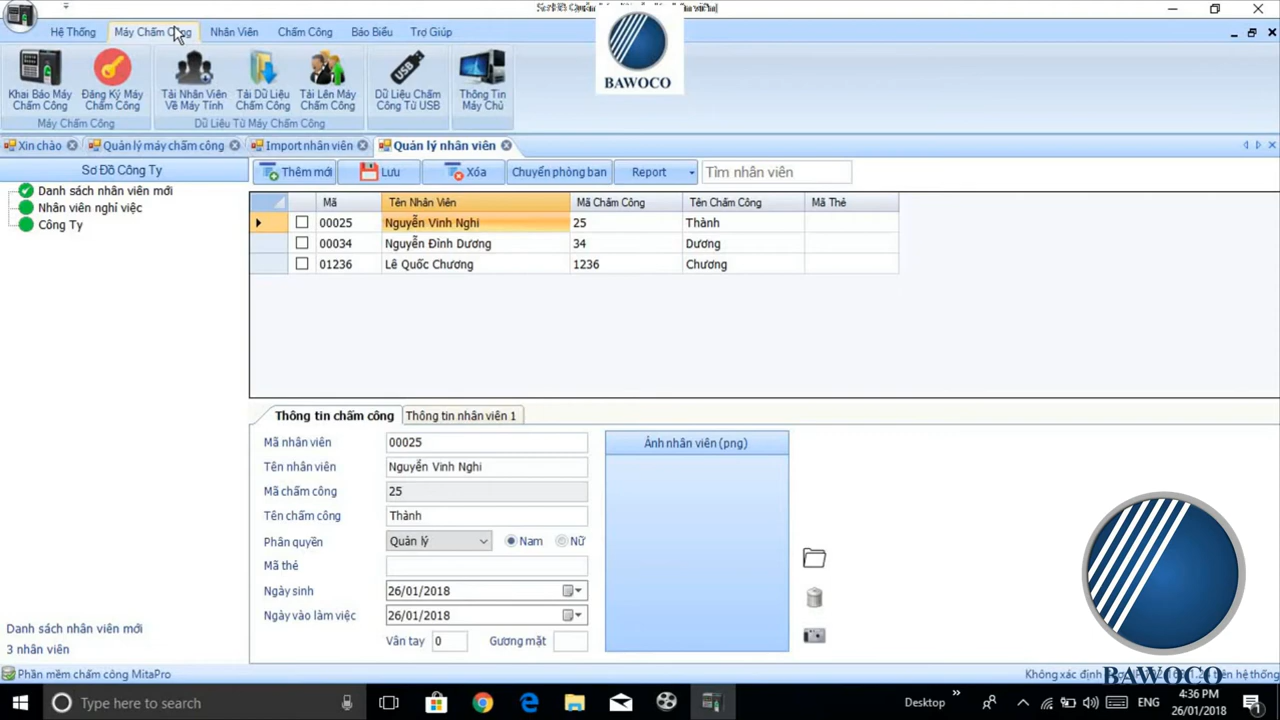 Hệ Thống Máy Chấm Công Nhân Viên Chấm Công Báo Biểu Trợ Giúp
BAWOCO
Khai Báo Máy Chấm Công
Đăng Ký Máy Chấm Công
Tải Nhân Viên Về Máy Tính
Tải Dữ Liệu Chấm Công
Tải Lên Máy Chấm Công
Dữ Liệu Chấm Công Từ USB
Thông Tin Máy Chủ
Máy Chấm Công Dữ Liệu Từ Máy Chấm Công
Xin chào Quản lý máy chấm công Import nhân viên Quản lý nhân viên
Sơ Đồ Công Ty
Danh sách nhân viên mới
Nhân viên nghỉ việc
Công Ty
Thêm mới Lưu Xóa Chuyển phòng ban Report Tìm nhân viên
Mã Tên Nhân Viên Mã Chấm Công Tên Chấm Công Mã Thẻ
00025 Nguyễn Vinh Nghi 25 Thành
00034 Nguyễn Đình Dương 34 Dương
01236 Lê Quốc Chương 1236 Chương
Thông tin chấm công Thông tin nhân viên 1
Mã nhân viên 00025
Tên nhân viên Nguyễn Vinh Nghi
Mã chấm công 25
Tên chấm công Thành
Phân quyền Quản lý Nam Nữ
Mã thẻ
Ngày sinh 26/01/2018
Ngày vào làm việc 26/01/2018
Vân tay 0 Gương mặt
Ảnh nhân viên (png)
Danh sách nhân viên mới
3 nhân viên
BAWOCO
Phần mềm chấm công MitaPro
Không xác định hệ thống
Type here to search
Desktop
ENG
4:36 PM
26/01/2018